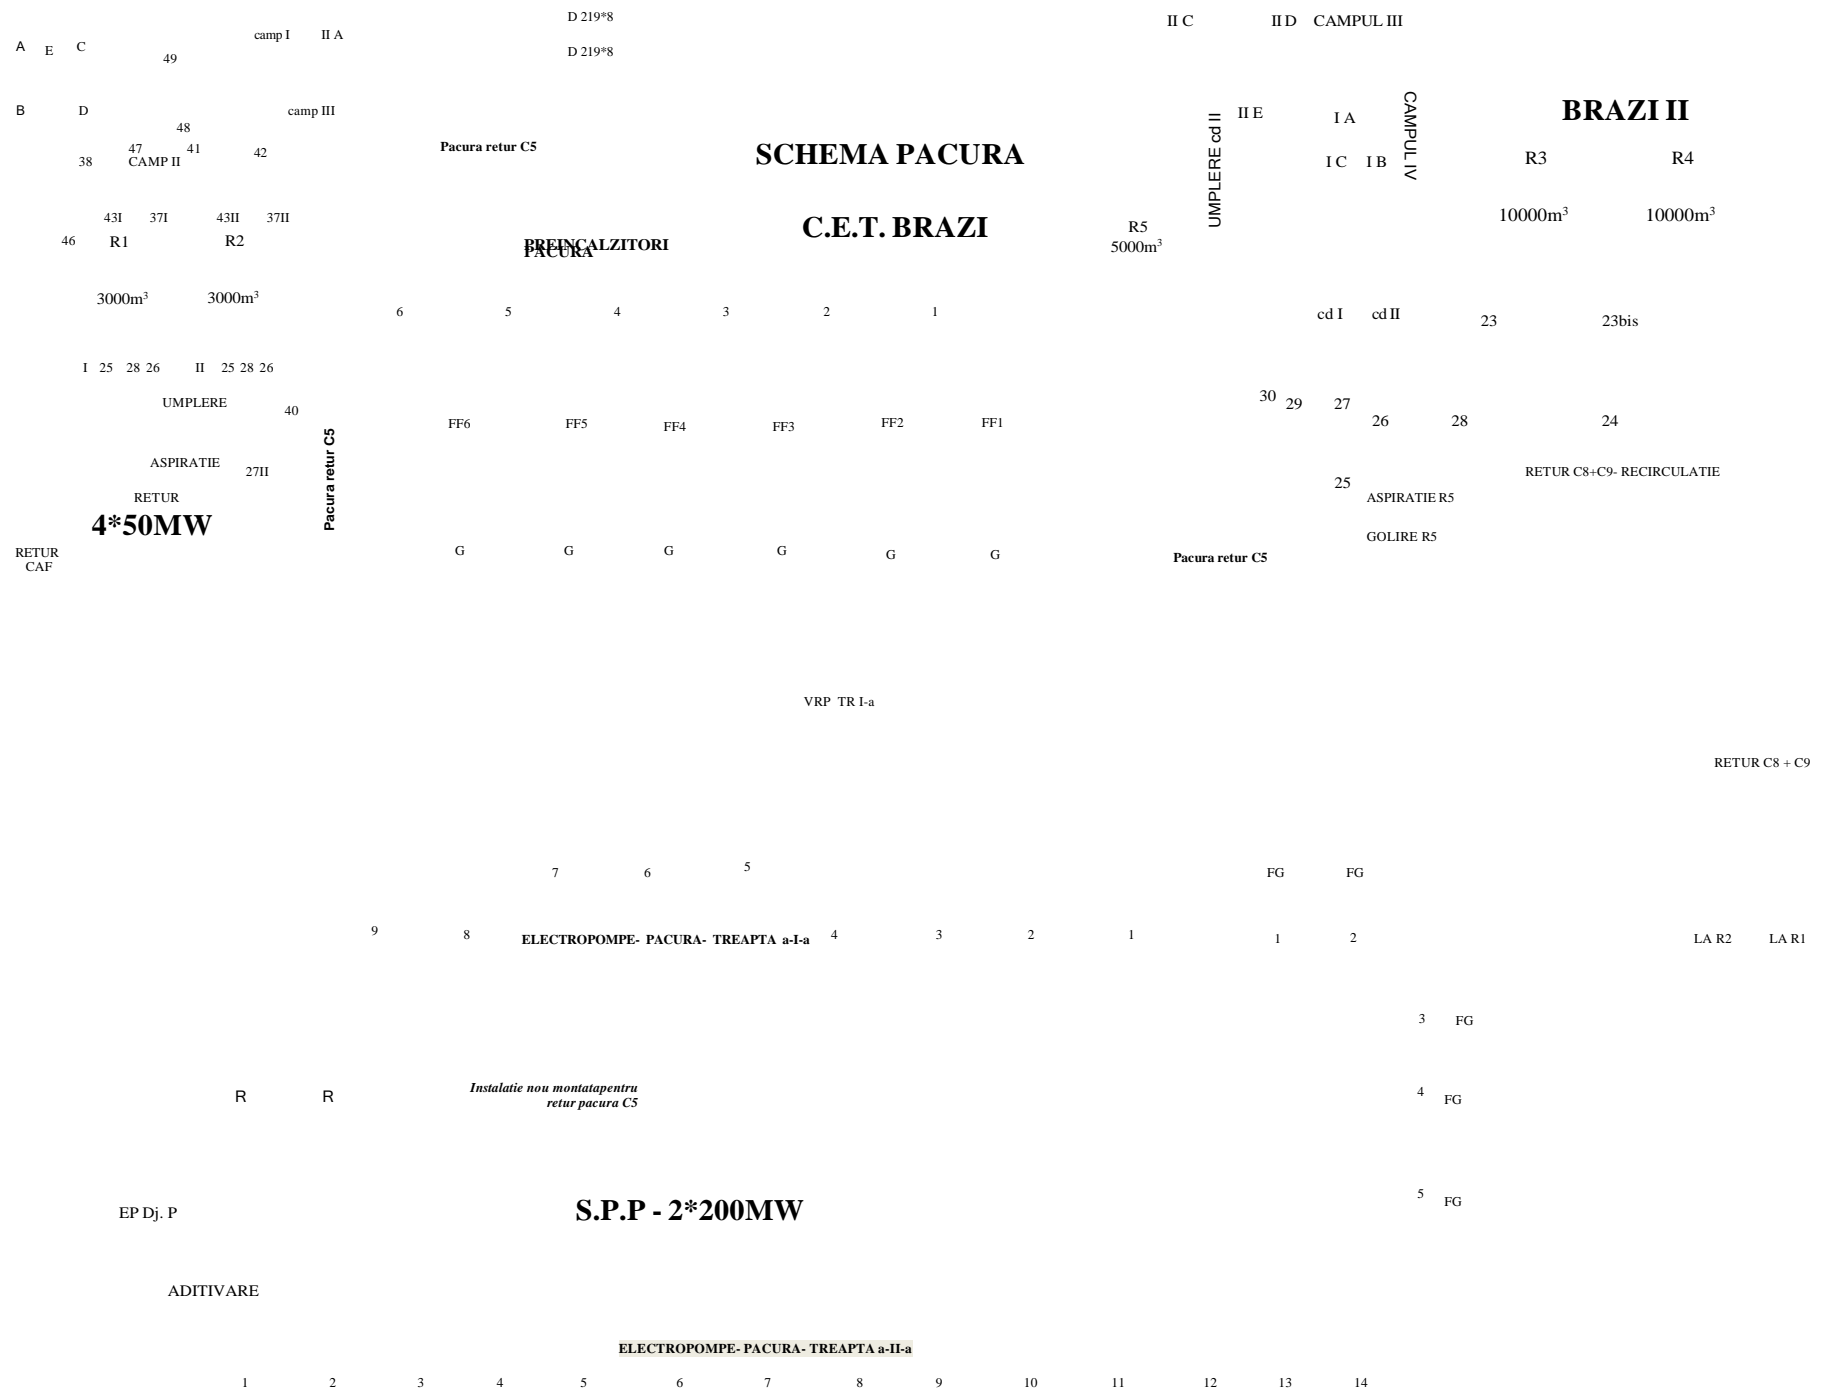 D 219*8
II C II D CAMPUL III
camp I II A
A E C
D 219*8
49
B D camp III
CAMPUL IV
II E
I A
BRAZI II
UMPLERE cd II
48
47 41 42
38 CAMP II
Pacura retur C5
SCHEMA PACURA
I C I B
R3 R4
43I 37I 43II 37II
10000m³ 10000m³
C.E.T. BRAZI
R5
5000m³
46 R1 R2
PREINCALZITORI
PACURA
3000m³ 3000m³
6 5 4 3 2 1
cd I cd II
23 23bis
I 25 28 26 II 25 28 26
UMPLERE
40
30 29 27
26 28 24
FF6 FF5 FF4 FF3 FF2 FF1
Pacura retur C5
ASPIRATIE
27II
RETUR C8+C9- RECIRCULATIE
25
RETUR
ASPIRATIE R5
4*50MW
GOLIRE R5
RETUR
CAF
G G G G G G
Pacura retur C5
VRP TR I-a
RETUR C8 + C9
7 6 5
FG FG
9 8
ELECTROPOMPE- PACURA- TREAPTA a-I-a
4 3 2 1 1 2
LA R2 LA R1
3 FG
R R
Instalatie nou montatapentru
retur pacura C5
4 FG
5 FG
EP Dj. P
S.P.P - 2*200MW
ADITIVARE
ELECTROPOMPE- PACURA- TREAPTA a-II-a
1 2 3 4 5 6 7 8 9 10 11 12 13 14